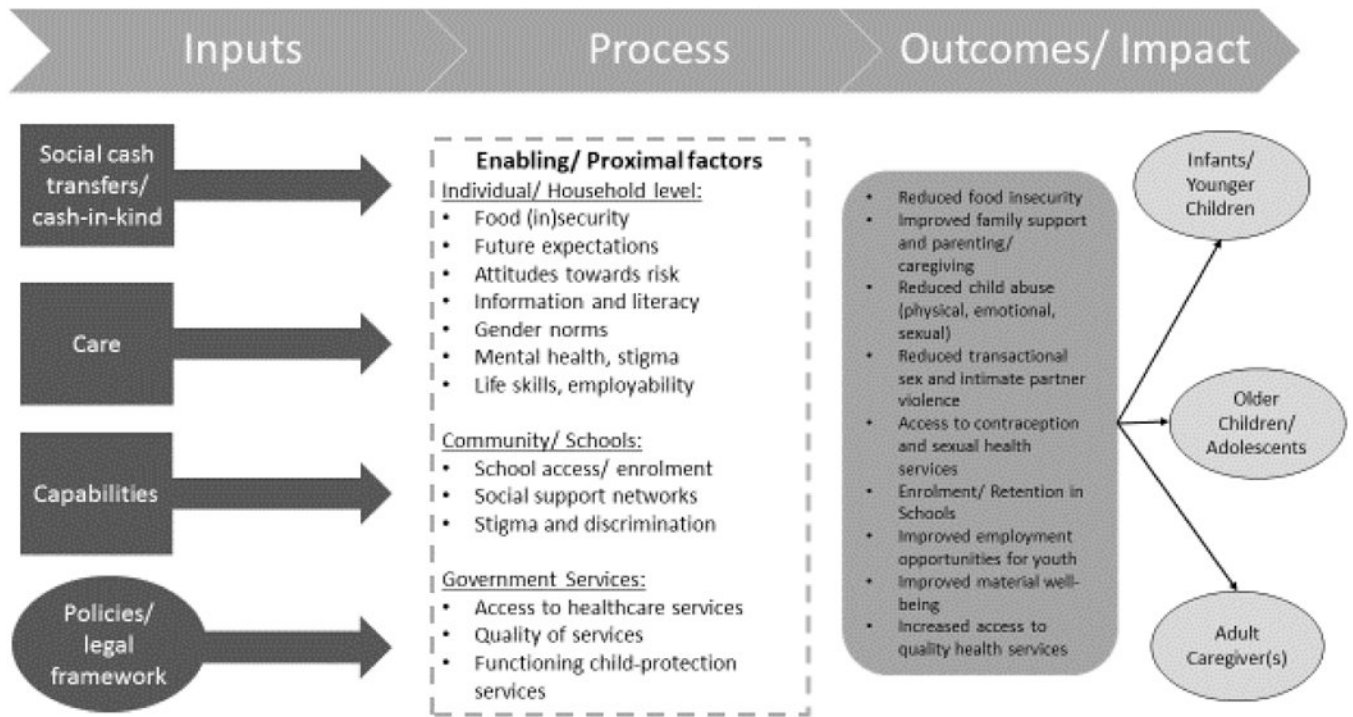 Inputs
Process
Outcomes/ Impact
Social cash
transfers/
cash-in-kind
Care
Capabilities
Policies/
legal
framework
Enabling/ Proximal factors
Individual/ Household level:
• Food (in)security
• Future expectations
• Attitudes towards risk
• Information and literacy
• Gender norms
• Mental health, stigma
• Life skills, employability
Community/ Schools:
• School access/ enrolment
• Social support networks
• Stigma and discrimination
Government Services:
• Access to healthcare services
• Quality of services
• Functioning child-protection
services
• Reduced food insecurity
• Improved family support
and parenting/
caregiving
• Reduced child abuse
(physical, emotional,
sexual)
• Reduced transactional
sex and intimate partner
violence
• Access to contraception
and sexual health
services
• Enrolment/ Retention in
Schools
• Improved employment
opportunities for youth
• Improved material well-
being
• Increased access to
quality health services
Infants/
Younger
Children
Older
Children/
Adolescents
Adult
Caregiver(s)